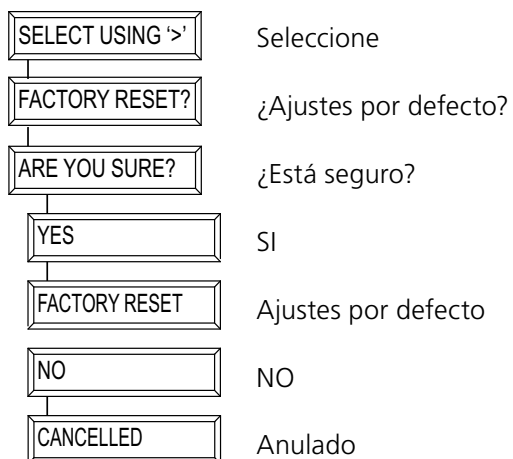 SELECT USING ‘>’ Seleccione
FACTORY RESET? ¿Ajustes por defecto?
ARE YOU SURE? ¿Está seguro?
YES SI
FACTORY RESET Ajustes por defecto
NO NO
CANCELLED Anulado